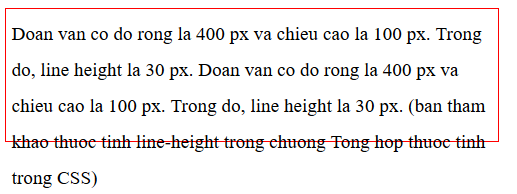 Doan van co do rong la 400 px va chieu cao la 100 px. Trong
do, line height la 30 px. Doan van co do rong la 400 px va
chieu cao la 100 px. Trong do, line height la 30 px. (ban tham
khao thuoc tinh line-height trong chuong Tong hop thuoc tinh
trong CSS)